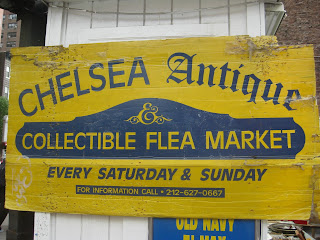 CHELSEA Antique
&
COLLECTIBLE FLEA MARKET
EVERY SATURDAY & SUNDAY
FOR INFORMATION CALL • 212-627-0667
OLD NAVY